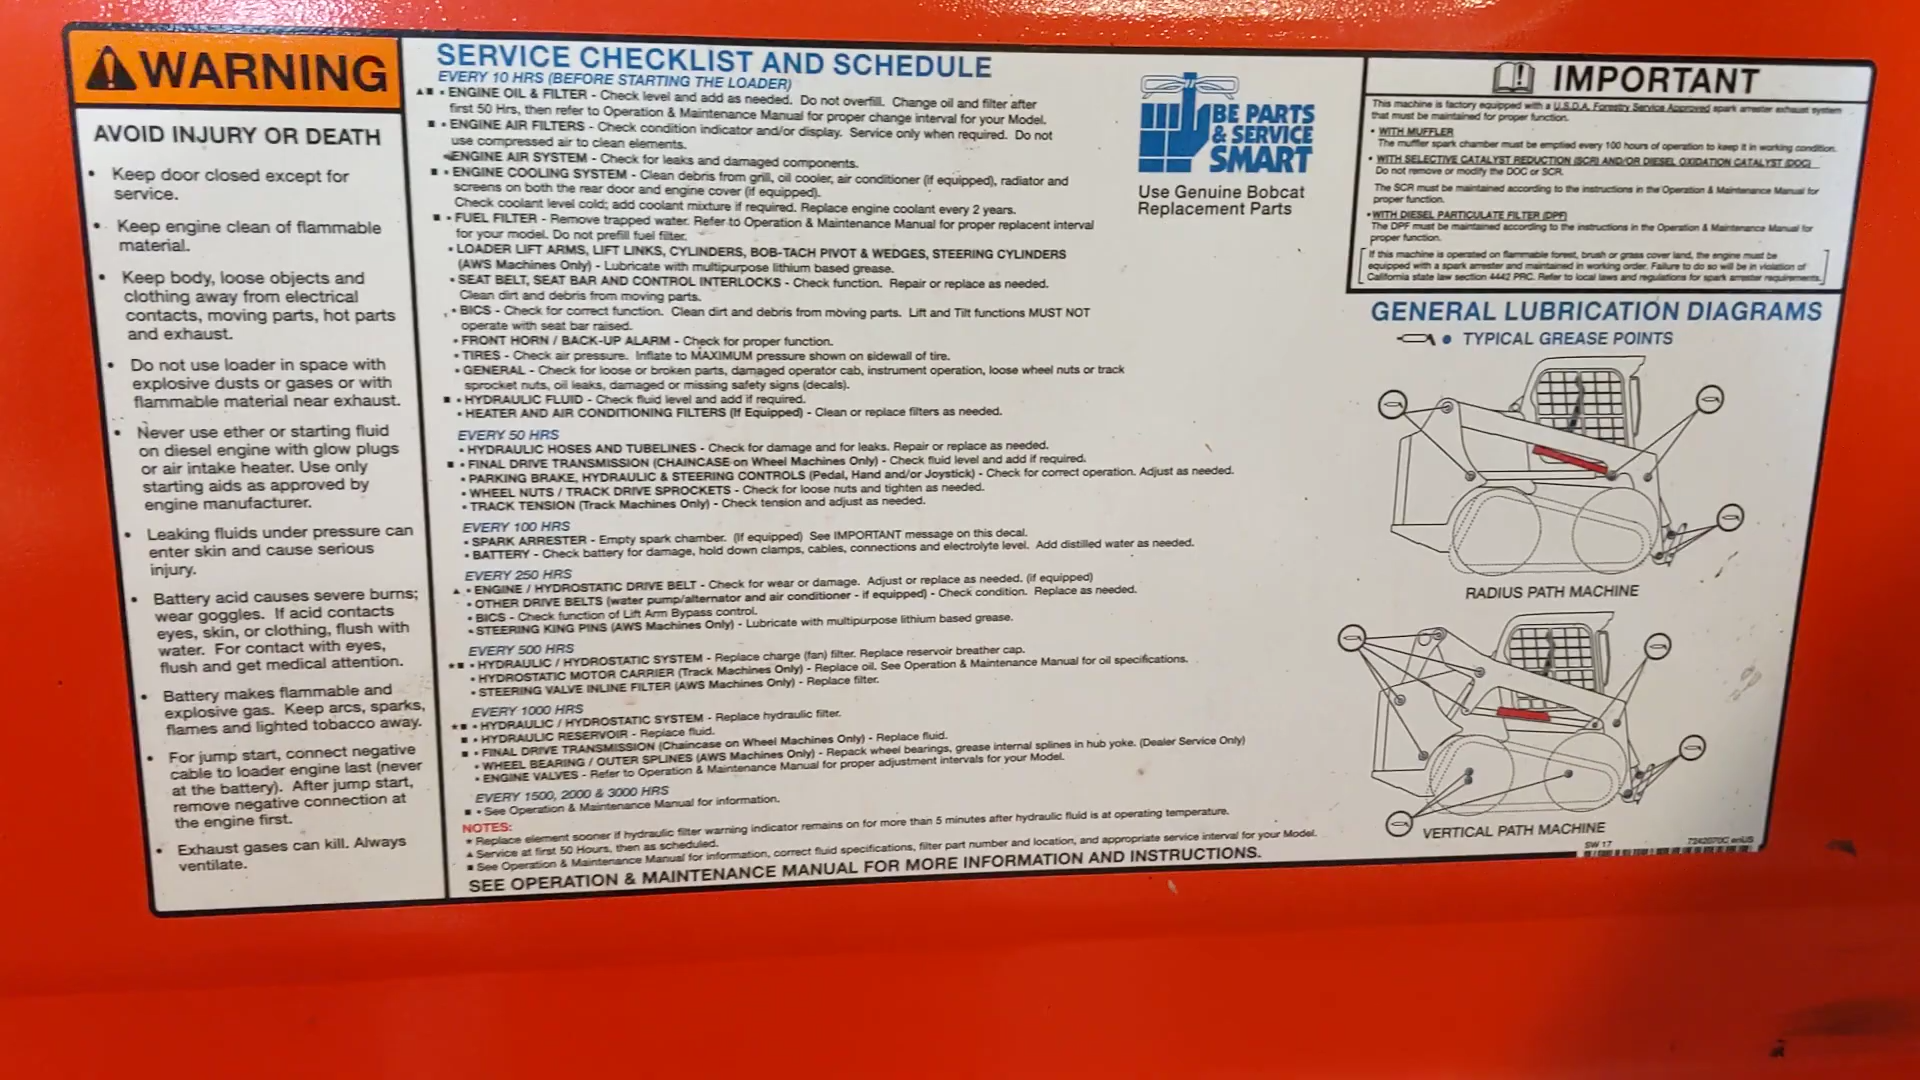 WARNING
AVOID INJURY OR DEATH
• Keep door closed except for
service.
• Keep engine clean of flammable
material.
• Keep body, loose objects and
clothing away from electrical
contacts, moving parts, hot parts
and exhaust.
• Do not use loader in space with
explosive dusts or gases or with
flammable material near exhaust.
• Never use ether or starting fluid
on diesel engine with glow plugs
or air intake heater. Use only
starting aids as approved by
engine manufacturer.
• Leaking fluids under pressure can
enter skin and cause serious
injury.
• Battery acid causes severe burns;
wear goggles. If acid contacts
eyes, skin, or clothing, flush with
water. For contact with eyes,
flush and get medical attention.
• Battery makes flammable and
explosive gas. Keep arcs, sparks,
flames and lighted tobacco away.
• For jump start, connect negative
cable to loader engine last (never
at the battery). After jump start,
remove negative connection at
the engine first.
• Exhaust gases can kill. Always
ventilate.
SERVICE CHECKLIST AND SCHEDULE
EVERY 10 HRS (BEFORE STARTING THE LOADER)
▲■ • ENGINE OIL & FILTER - Check level and add as needed. Do not overfill. Change oil and filter after
first 50 Hrs, then refer to Operation & Maintenance Manual for proper change interval for your Model.
■ • ENGINE AIR FILTERS - Check condition indicator and/or display. Service only when required. Do not
use compressed air to clean elements.
• ENGINE AIR SYSTEM - Check for leaks and damaged components.
■ • ENGINE COOLING SYSTEM - Clean debris from grill, oil cooler, air conditioner (if equipped), radiator and
screens on both the rear door and engine cover (if equipped).
Check coolant level cold; add coolant mixture if required. Replace engine coolant every 2 years.
■ • FUEL FILTER - Remove trapped water. Refer to Operation & Maintenance Manual for proper replacent interval
for your model. Do not prefill fuel filter.
• LOADER LIFT ARMS, LIFT LINKS, CYLINDERS, BOB-TACH PIVOT & WEDGES, STEERING CYLINDERS
(AWS Machines Only) - Lubricate with multipurpose lithium based grease.
• SEAT BELT, SEAT BAR AND CONTROL INTERLOCKS - Check function. Repair or replace as needed.
Clean dirt and debris from moving parts.
• BICS - Check for correct function. Clean dirt and debris from moving parts. Lift and Tilt functions MUST NOT
operate with seat bar raised.
• FRONT HORN / BACK-UP ALARM - Check for proper function.
• TIRES - Check air pressure. Inflate to MAXIMUM pressure shown on sidewall of tire.
• GENERAL - Check for loose or broken parts, damaged operator cab, instrument operation, loose wheel nuts or track
sprocket nuts, oil leaks, damaged or missing safety signs (decals).
■ • HYDRAULIC FLUID - Check fluid level and add if required.
• HEATER AND AIR CONDITIONING FILTERS (If Equipped) - Clean or replace filters as needed.
EVERY 50 HRS
• HYDRAULIC HOSES AND TUBELINES - Check for damage and for leaks. Repair or replace as needed.
■ • FINAL DRIVE TRANSMISSION (CHAINCASE on Wheel Machines Only) - Check fluid level and add if required.
• PARKING BRAKE, HYDRAULIC & STEERING CONTROLS (Pedal, Hand and/or Joystick) - Check for correct operation. Adjust as needed.
• WHEEL NUTS / TRACK DRIVE SPROCKETS - Check for loose nuts and tighten as needed.
• TRACK TENSION (Track Machines Only) - Check tension and adjust as needed.
EVERY 100 HRS
• SPARK ARRESTER - Empty spark chamber. (If equipped) See IMPORTANT message on this decal.
• BATTERY - Check battery for damage, hold down clamps, cables, connections and electrolyte level. Add distilled water as needed.
EVERY 250 HRS
▲ • ENGINE / HYDROSTATIC DRIVE BELT - Check for wear or damage. Adjust or replace as needed. (if equipped)
• OTHER DRIVE BELTS (water pump/alternator and air conditioner - if equipped) - Check condition. Replace as needed.
• BICS - Check function of Lift Arm Bypass control.
• STEERING KING PINS (AWS Machines Only) - Lubricate with multipurpose lithium based grease.
EVERY 500 HRS
★■ • HYDRAULIC / HYDROSTATIC SYSTEM - Replace charge (fan) filter. Replace reservoir breather cap.
• HYDROSTATIC MOTOR CARRIER (Track Machines Only) - Replace oil. See Operation & Maintenance Manual for oil specifications.
• STEERING VALVE INLINE FILTER (AWS Machines Only) - Replace filter.
EVERY 1000 HRS
★■ • HYDRAULIC / HYDROSTATIC SYSTEM - Replace hydraulic filter.
■ • HYDRAULIC RESERVOIR - Replace fluid.
■ • FINAL DRIVE TRANSMISSION (Chaincase on Wheel Machines Only) - Replace fluid.
• WHEEL BEARING / OUTER SPLINES (AWS Machines Only) - Repack wheel bearings, grease internal splines in hub yoke. (Dealer Service Only)
• ENGINE VALVES - Refer to Operation & Maintenance Manual for proper adjustment intervals for your Model.
EVERY 1500, 2000 & 3000 HRS
■ • See Operation & Maintenance Manual for information.
NOTES:
★ Replace element sooner if hydraulic filter warning indicator remains on for more than 5 minutes after hydraulic fluid is at operating temperature.
▲ Service at first 50 Hours, then as scheduled.
■ See Operation & Maintenance Manual for information, correct fluid specifications, filter part number and location, and appropriate service interval for your Model.
SEE OPERATION & MAINTENANCE MANUAL FOR MORE INFORMATION AND INSTRUCTIONS.
BE PARTS
& SERVICE
SMART
Use Genuine Bobcat
Replacement Parts
IMPORTANT
This machine is factory equipped with a U.S.D.A. Forestry Service Approved spark arrester exhaust system
that must be maintained for proper function.
• WITH MUFFLER
The muffler spark chamber must be emptied every 100 hours of operation to keep it in working condition.
• WITH SELECTIVE CATALYST REDUCTION (SCR) AND/OR DIESEL OXIDATION CATALYST (DOC)
Do not remove or modify the DOC or SCR.
The SCR must be maintained according to the instructions in the Operation & Maintenance Manual for
proper function.
• WITH DIESEL PARTICULATE FILTER (DPF)
The DPF must be maintained according to the instructions in the Operation & Maintenance Manual for
proper function.
If this machine is operated on flammable forest, brush or grass cover land, the engine must be
equipped with a spark arrester and maintained in working order. Failure to do so will be in violation of
California state law section 4442 PRC. Refer to local laws and regulations for spark arrester requirements.
GENERAL LUBRICATION DIAGRAMS
• TYPICAL GREASE POINTS
RADIUS PATH MACHINE
VERTICAL PATH MACHINE
SW 17
7242070C enUS